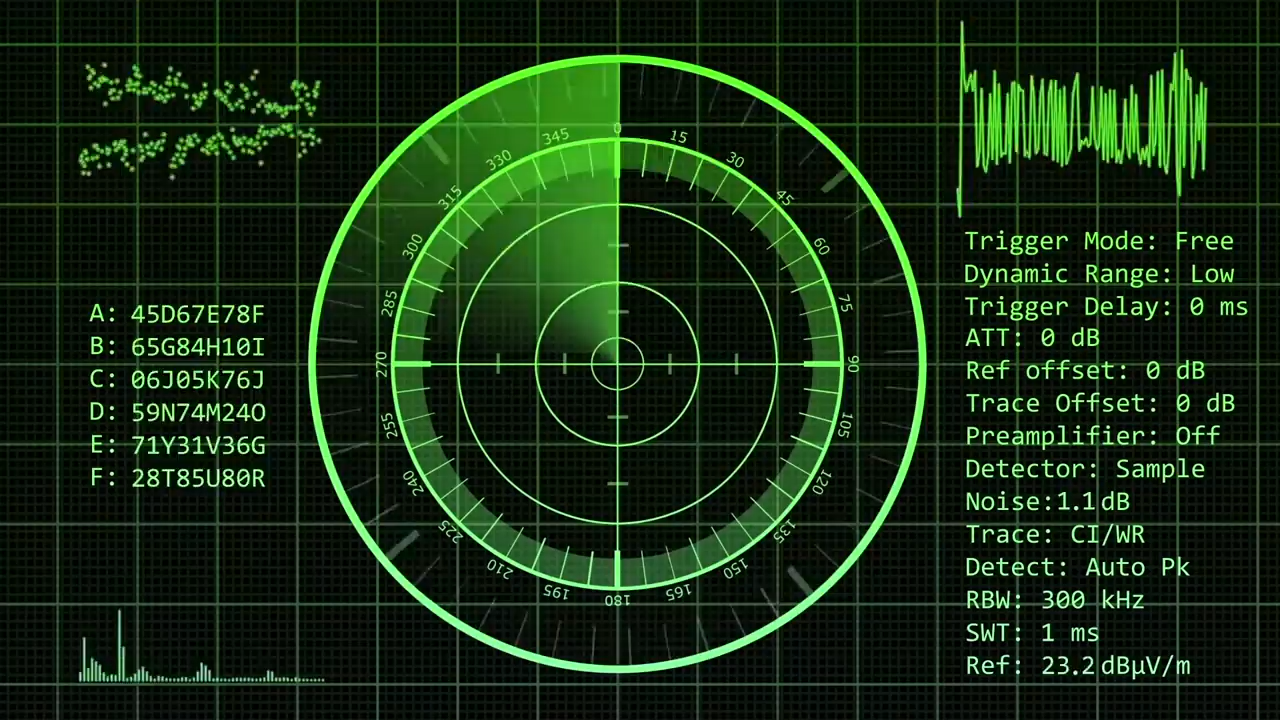 A: 45D67E78F
B: 65G84H10I
C: 06J05K76J
D: 59N74M24O
E: 71Y31V36G
F: 28T85U80R
0
15
30
45
60
75
90
105
120
135
150
165
180
195
210
225
240
255
270
285
300
315
330
345
Trigger Mode: Free
Dynamic Range: Low
Trigger Delay: 0 ms
ATT: 0 dB
Ref offset: 0 dB
Trace Offset: 0 dB
Preamplifier: Off
Detector: Sample
Noise:1.1dB
Trace: CI/WR
Detect: Auto Pk
RBW: 300 kHz
SWT: 1 ms
Ref: 23.2dBµV/m